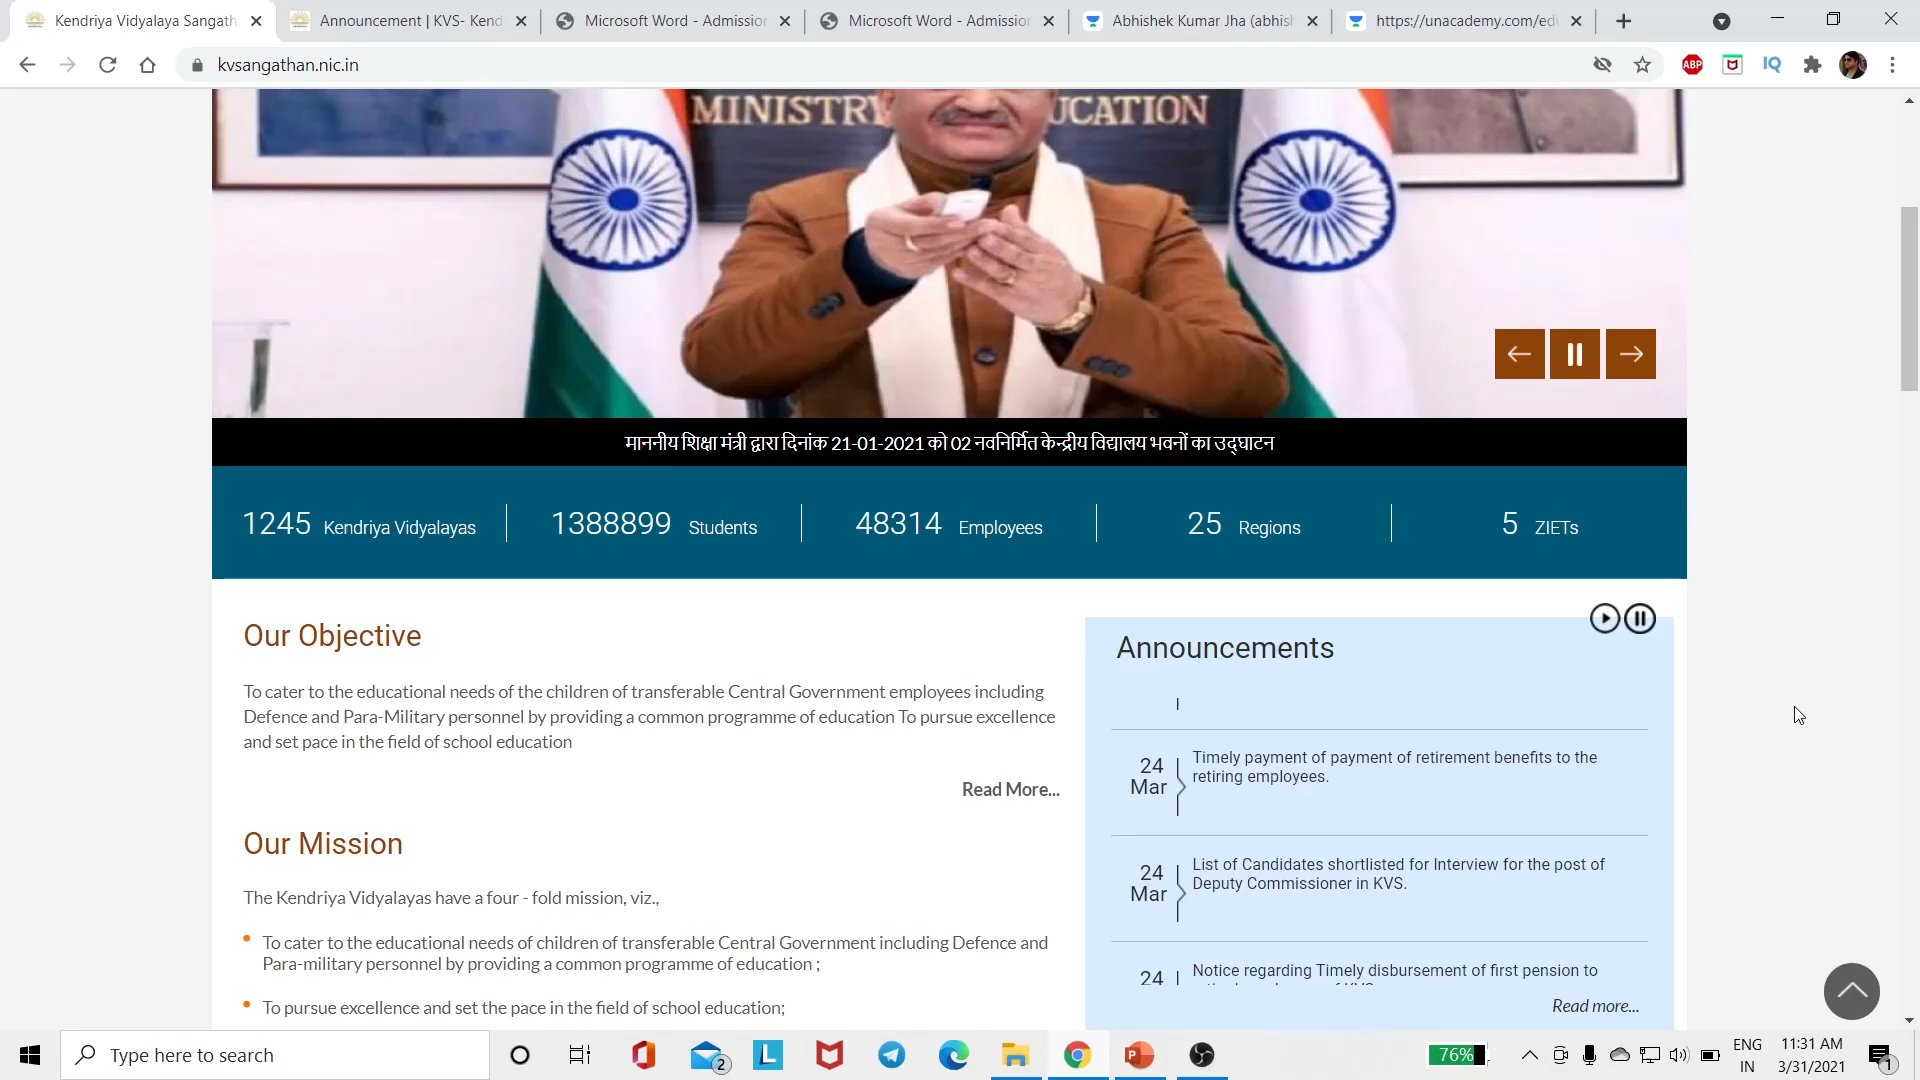 Kendriya Vidyalaya Sangath
Announcement | KVS- Kend
Microsoft Word - Admission
Microsoft Word - Admission
Abhishek Kumar Jha (abhish
https://unacademy.com/edu
kvsangathan.nic.in
ABP
IQ
MINISTRY
UCATION
माननीय शिक्षा मंत्री द्वारा दिनांक 21-01-2021 को 02 नवनिर्मित केन्द्रीय विद्यालय भवनों का उद्घाटन
1245 Kendriya Vidyalayas
1388899 Students
48314 Employees
25 Regions
5 ZIETs
Our Objective
To cater to the educational needs of the children of transferable Central Government employees including
Defence and Para-Military personnel by providing a common programme of education To pursue excellence
and set pace in the field of school education
Read More...
Our Mission
The Kendriya Vidyalayas have a four - fold mission, viz.,
To cater to the educational needs of children of transferable Central Government including Defence and
Para-military personnel by providing a common programme of education ;
To pursue excellence and set the pace in the field of school education;
Announcements
24
Mar
Timely payment of payment of retirement benefits to the
retiring employees.
24
Mar
List of Candidates shortlisted for Interview for the post of
Deputy Commissioner in KVS.
24
Notice regarding Timely disbursement of first pension to
Read more...
Type here to search
2
L
76%
ENG
IN
11:31 AM
3/31/2021
1